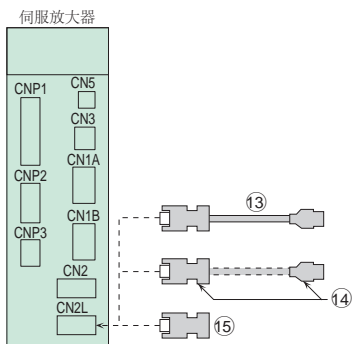 伺服放大器
CNP1
CN5
CN3
CN1A
CNP2
CN1B
CNP3
CN2
CN2L
⑬
⑭
⑮